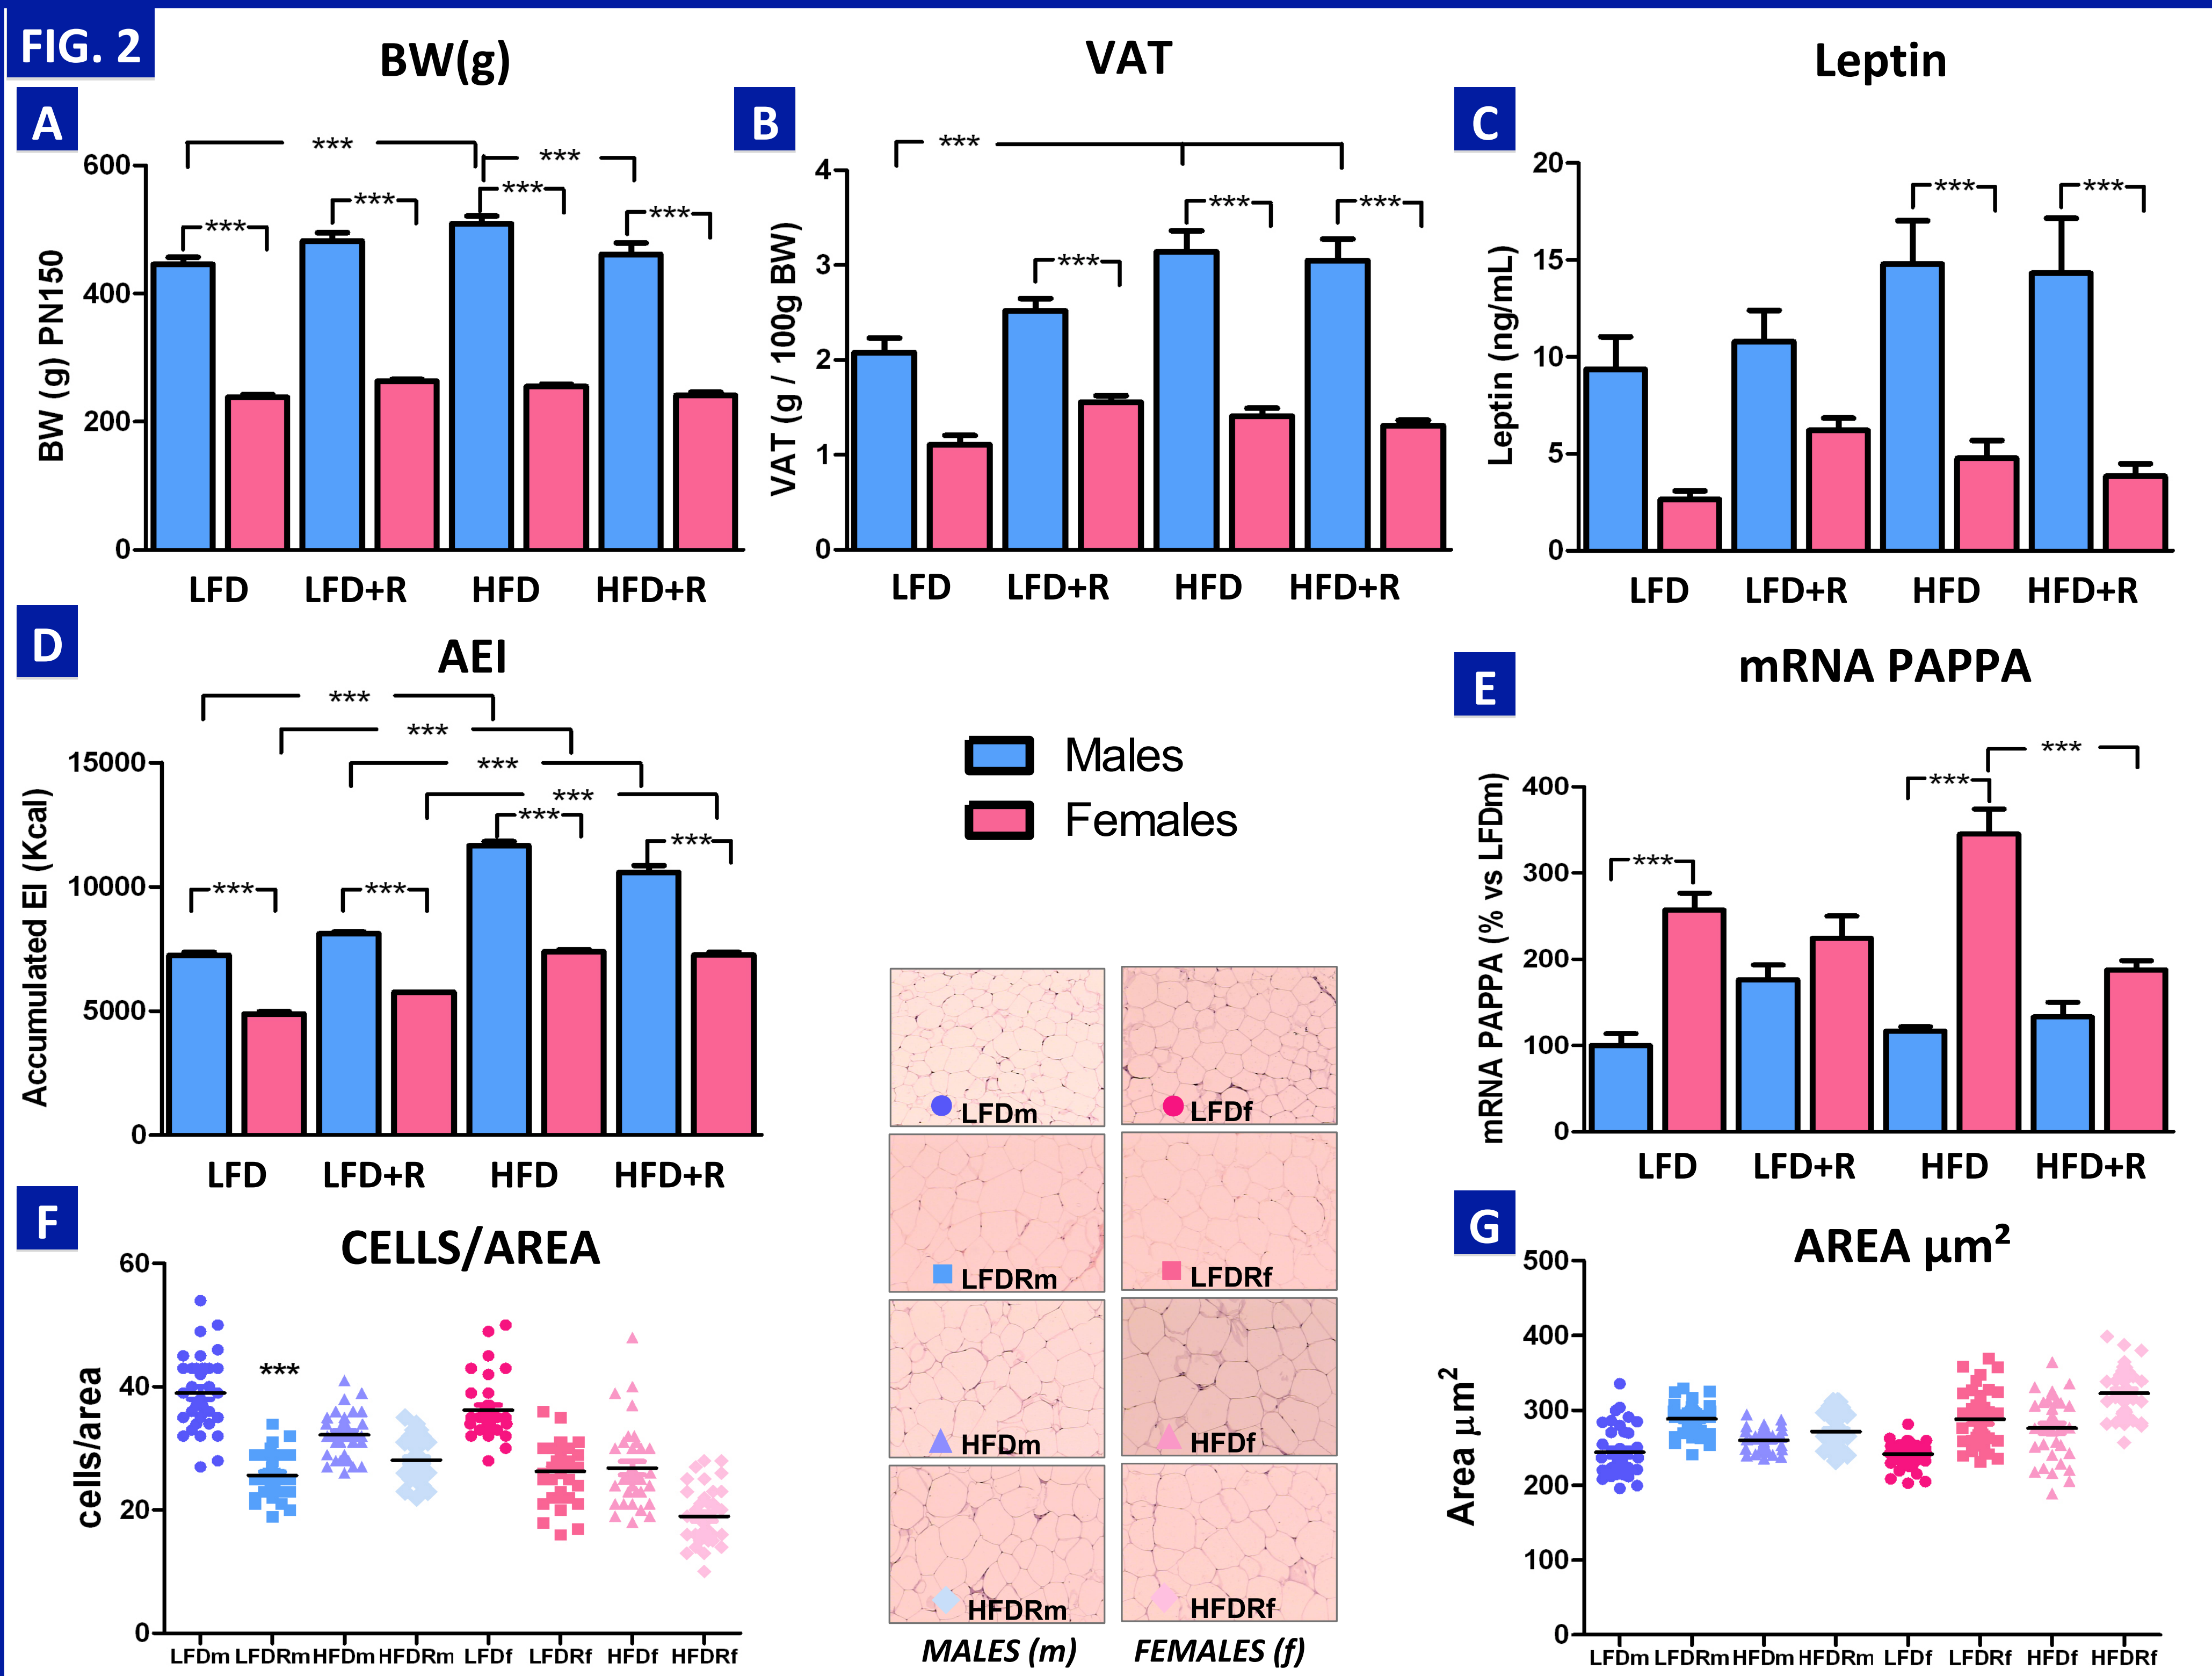 FIG. 2
BW(g)
VAT
Leptin
A
B
C
BW (g) PN150
600
400
200
0
***
***
***
***
***
***
LFD
LFD+R
HFD
HFD+R
VAT (g / 100g BW)
4
3
2
1
0
***
***
***
***
LFD
LFD+R
HFD
HFD+R
Leptin (ng/mL)
20
15
10
5
0
***
***
LFD
LFD+R
HFD
HFD+R
D
AEI
Accumulated EI (Kcal)
15000
10000
5000
0
***
***
***
***
***
***
***
***
LFD
LFD+R
HFD
HFD+R
Males
Females
E
mRNA PAPPA
mRNA PAPPA (% vs LFDm)
400
300
200
100
0
***
***
***
LFD
LFD+R
HFD
HFD+R
LFDm
LFDf
LFDRm
LFDRf
HFDm
HFDf
HFDRm
HFDRf
MALES (m)
FEMALES (f)
F
CELLS/AREA
cells/area
60
40
20
0
***
LFDm
LFDRm
HFDm
HFDRm
LFDf
LFDRf
HFDf
HFDRf
G
AREA µm²
Area µm²
500
400
300
200
100
0
LFDm
LFDRm
HFDm
HFDRm
LFDf
LFDRf
HFDf
HFDRf